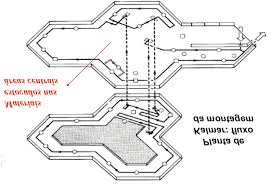 Planta de
Kalmar: fluxo
da montagem
Materiais
estocados nas
áreas centrais